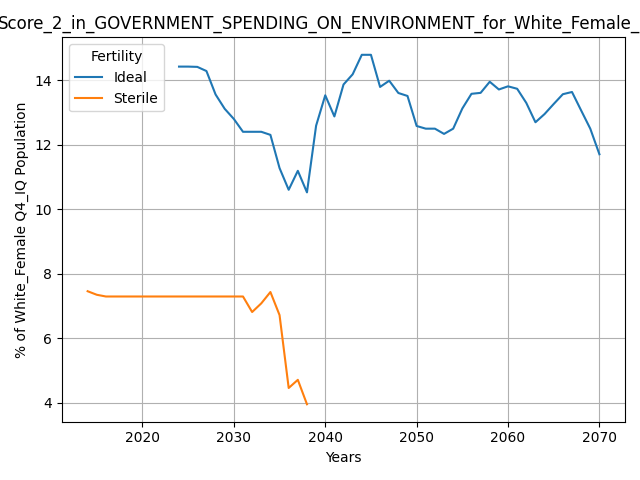 Score_2_in_GOVERNMENT_SPENDING_ON_ENVIRONMENT_for_White_Female_
Fertility
Ideal
Sterile
% of White_Female Q4_IQ Population
14
12
10
8
6
4
2020 2030 2040 2050 2060 2070
Years